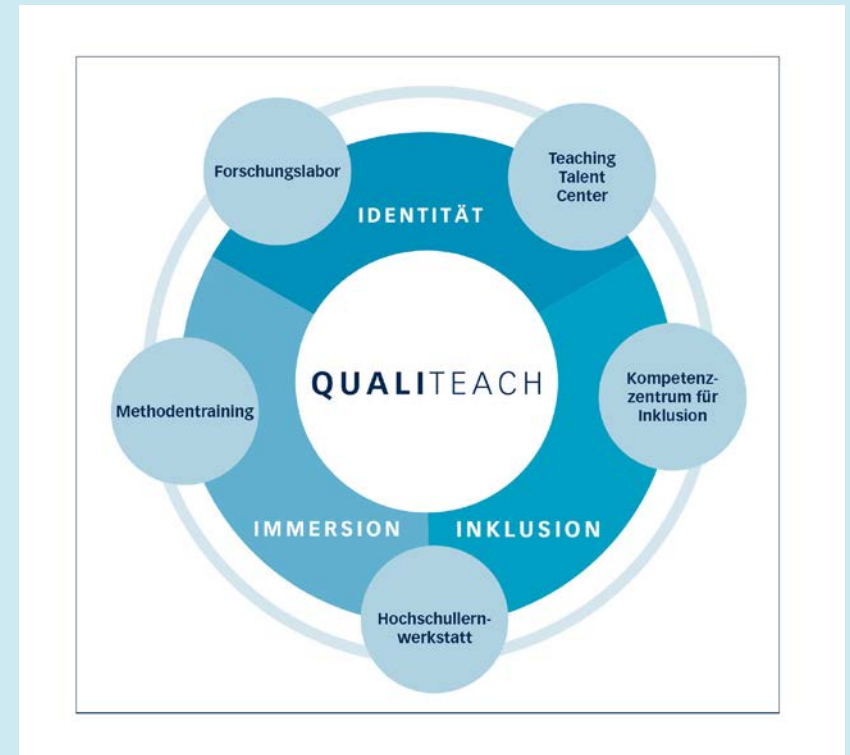 Forschungslabor
Teaching
Talent
Center
IDENTITÄT
QUALITEACH
Kompetenz-
zentrum für
Inklusion
Methodentraining
IMMERSION
INKLUSION
Hochschullern-
werkstatt